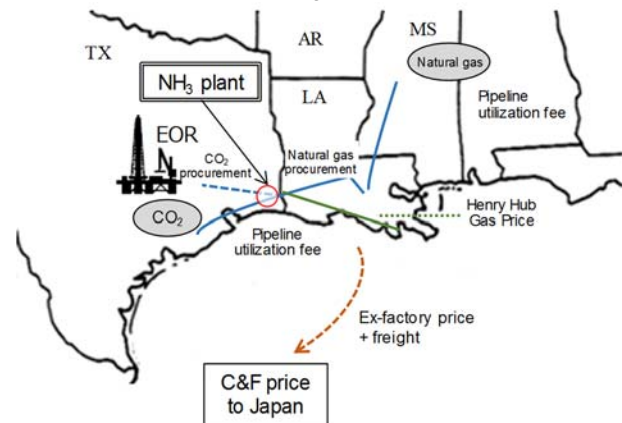 AR
MS
TX
Natural gas
NH₃ plant
LA
Pipeline
utilization fee
EOR
CO₂
procurement
Natural gas
procurement
CO₂
Henry Hub
Gas Price
Pipeline
utilization fee
Ex-factory price
+ freight
C&F price
to Japan